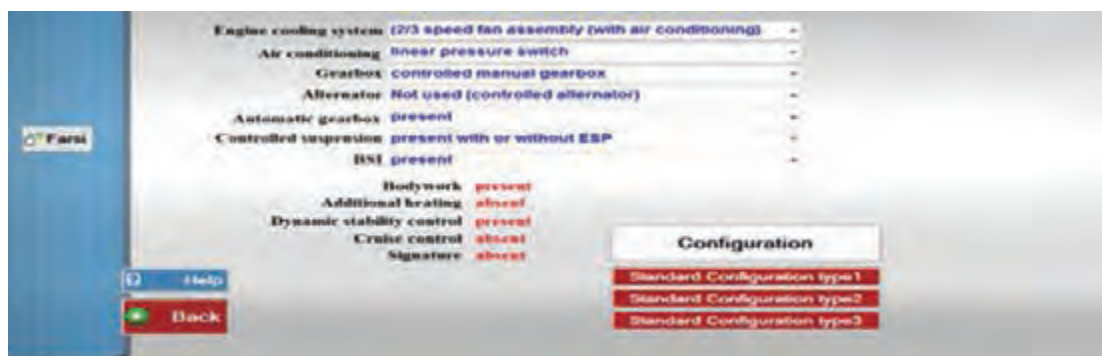 Engine cooling system (2/3 speed fan assembly (with air conditioning)
Air conditioning linear pressure switch
Gearbox controlled manual gearbox
Alternator Not used (controlled alternator)
Automatic gearbox present
Farsi
Controlled suspension present with or without ESP
BSI present
Bodywork present
Additional heating absent
Dynamic stability control present
Cruise control absent
Signature absent
Configuration
Help
Standard Configuration type1
Standard Configuration type2
Back
Standard Configuration type3